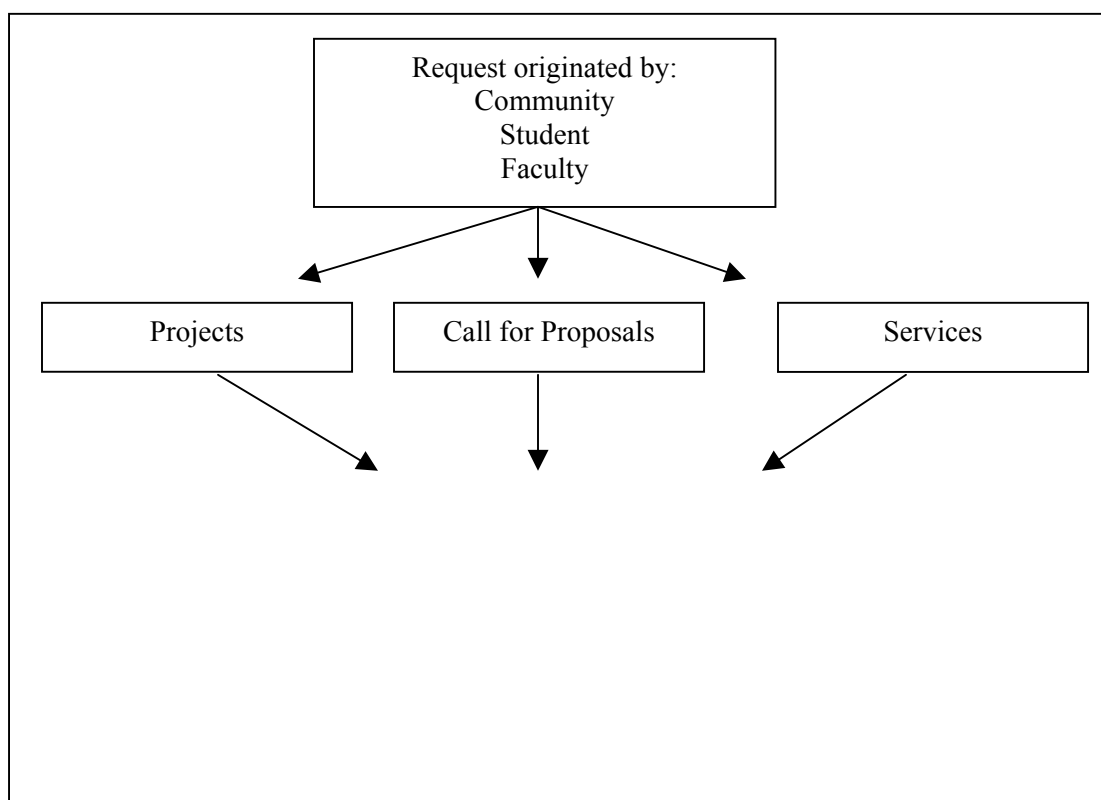 Request originated by:
Community
Student
Faculty
Projects
Call for Proposals
Services